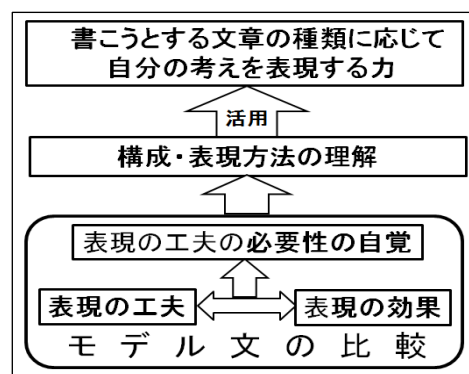 書こうとする文章の種類に応じて
自分の考えを表現する力
活用
構成・表現方法の理解
表現の工夫の必要性の自覚
表現の工夫
表現の効果
モデル文の比較